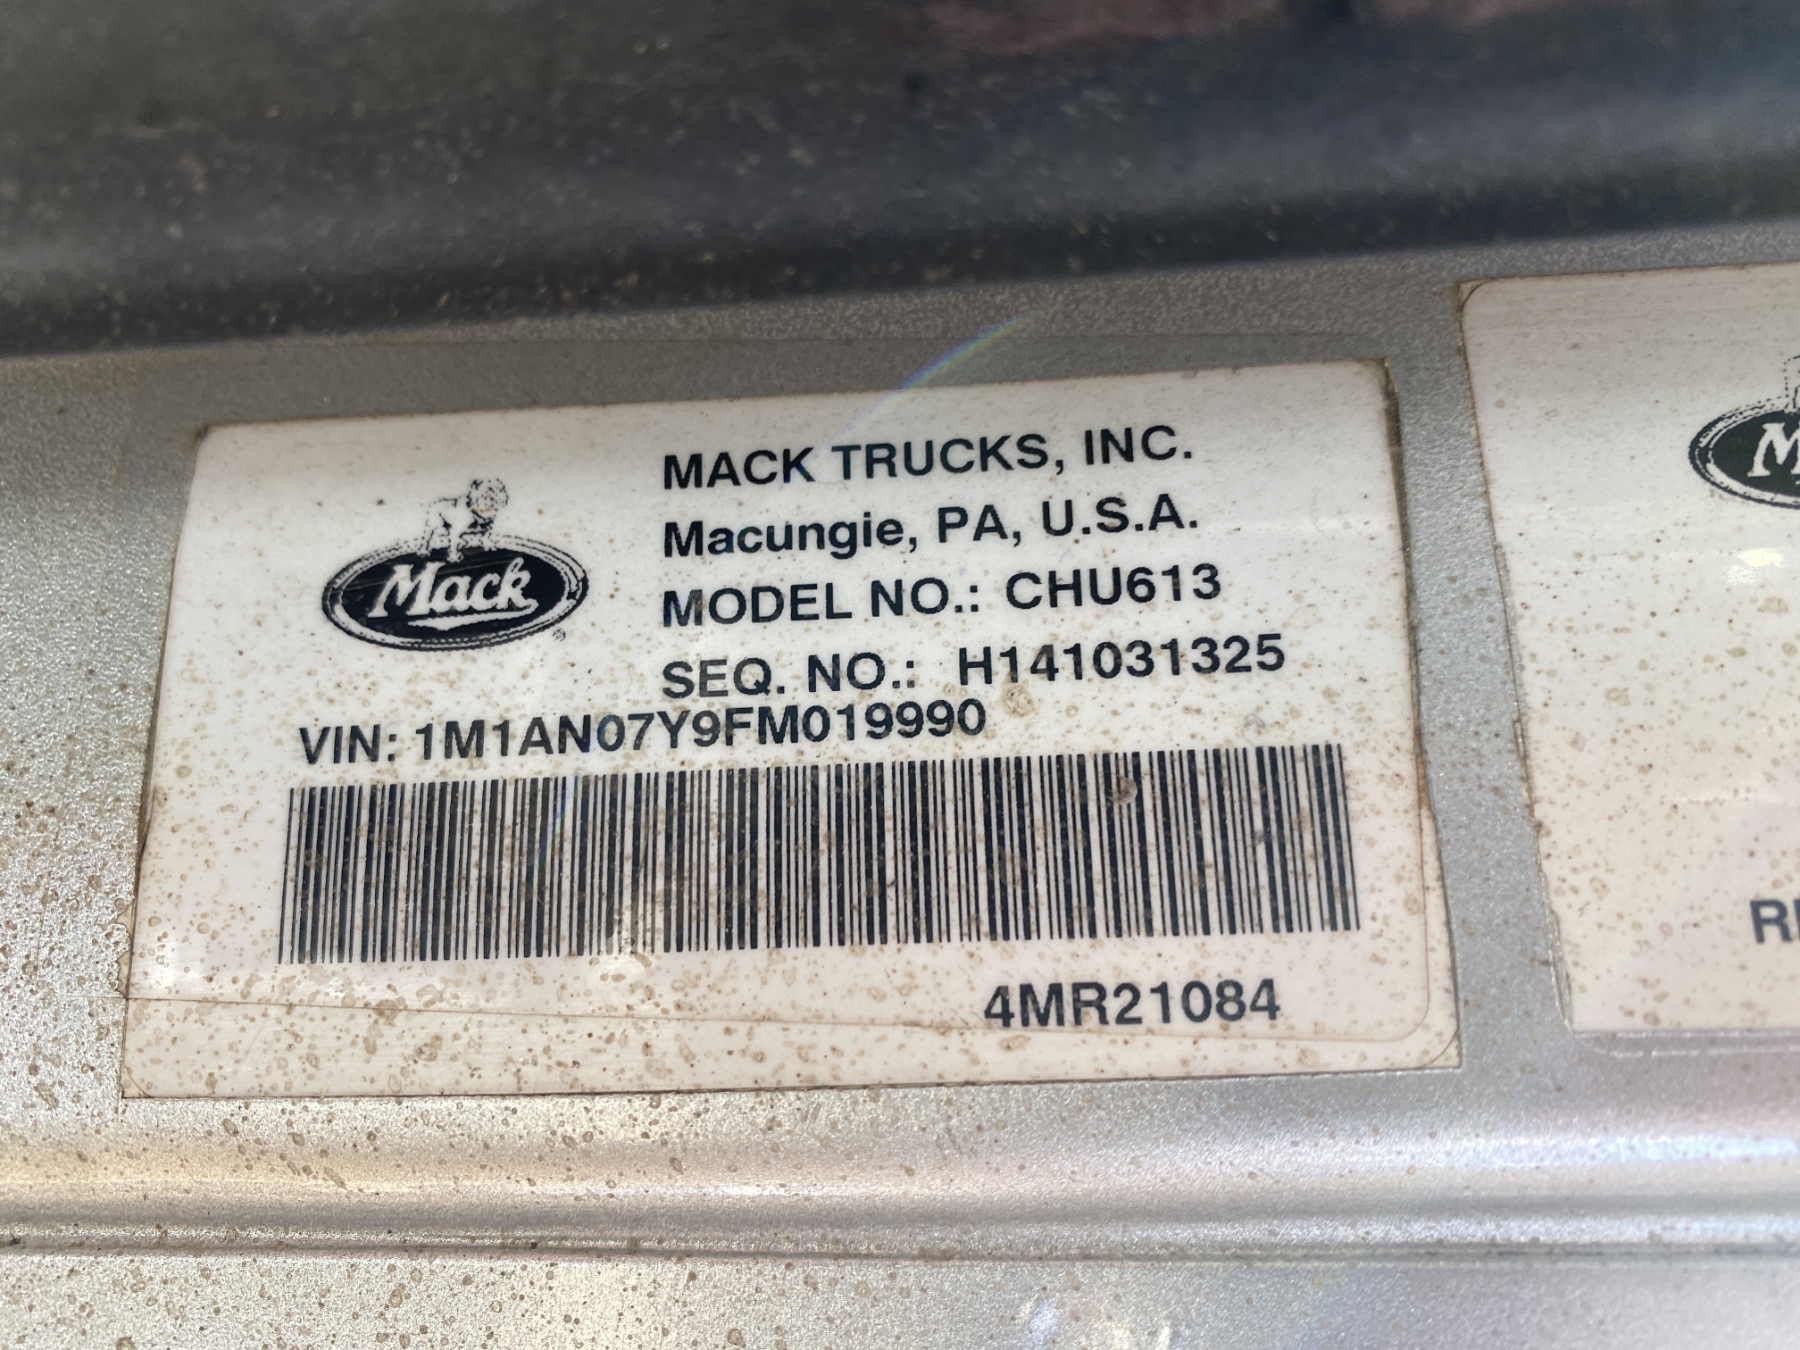 MACK TRUCKS, INC.
Macungie, PA, U.S.A.
Mack
MODEL NO.: CHU613
SEQ. NO.: H141031325
VIN: 1M1AN07Y9FM019990
4MR21084